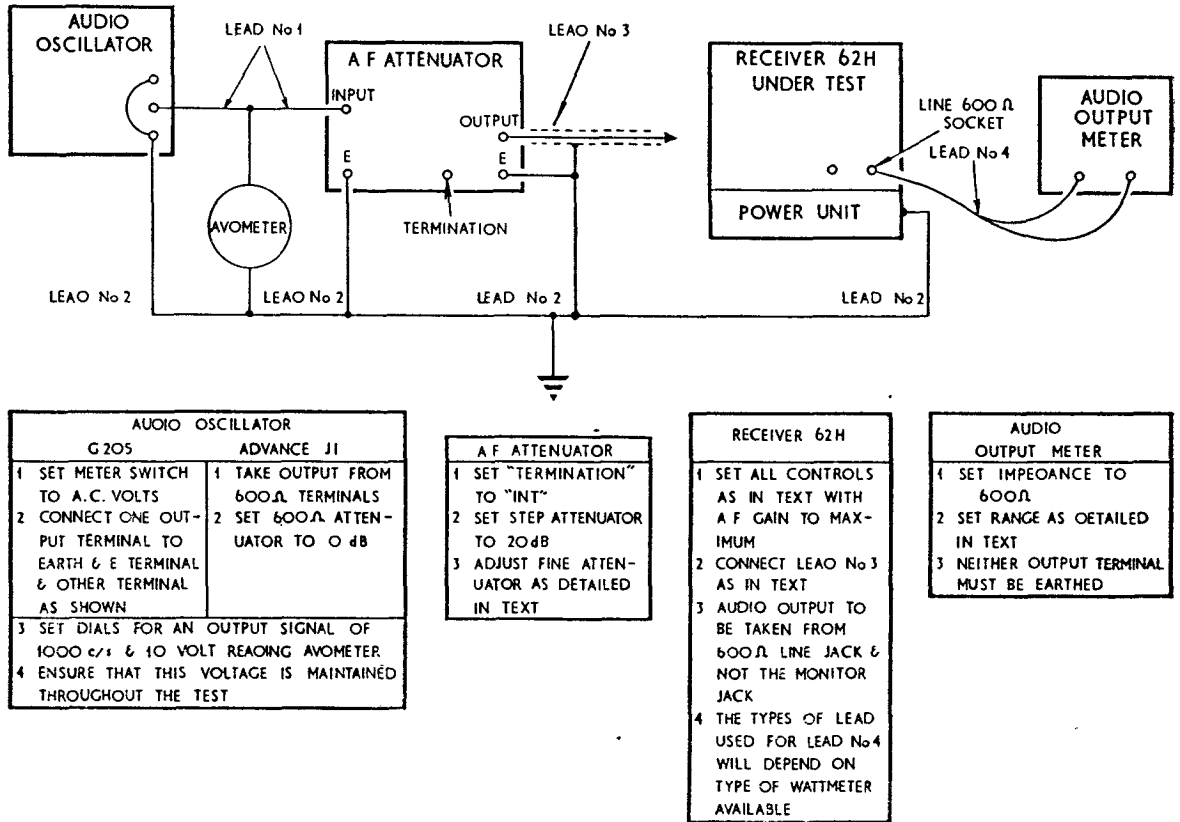 AUDIO
OSCILLATOR
LEAD No 1
A F ATTENUATOR
INPUT
OUTPUT
E
E
TERMINATION
AVOMETER
LEAO No 3
RECEIVER 62H
UNDER TEST
POWER UNIT
LINE 600 Ω
SOCKET
LEAD No 4
AUDIO
OUTPUT
METER
LEAO No 2
LEAO No 2
LEAD No 2
LEAD No 2
AUOIO OSCILLATOR
G 205
1 SET METER SWITCH
TO A.C. VOLTS
2 CONNECT ONE OUT-
PUT TERMINAL TO
EARTH & E TERMINAL
& OTHER TERMINAL
AS SHOWN
ADVANCE J1
1 TAKE OUTPUT FROM
600Ω TERMINALS
2 SET 600Ω ATTEN-
UATOR TO O dB
3 SET DIALS FOR AN OUTPUT SIGNAL OF
1000 c/s & 10 VOLT REAOING AVOMETER.
4 ENSURE THAT THIS VOLTAGE IS MAINTAINED
THROUGHOUT THE TEST
A F ATTENUATOR
1 SET "TERMINATION"
TO "INT"
2 SET STEP ATTENUATOR
TO 20dB
3 ADJUST FINE ATTEN-
UATOR AS DETAILED
IN TEXT
RECEIVER 62H
1 SET ALL CONTROLS
AS IN TEXT WITH
A F GAIN TO MAX-
IMUM
2 CONNECT LEAO No 3
AS IN TEXT
3 AUDIO OUTPUT TO
BE TAKEN FROM
600Ω LINE JACK &
NOT THE MONITOR
JACK
4 THE TYPES OF LEAD
USED FOR LEAD No 4
WILL DEPEND ON
TYPE OF WATTMETER
AVAILABLE
AUDIO
OUTPUT METER
1 SET IMPEOANCE TO
600Ω
2 SET RANGE AS OETAILED
IN TEXT
3 NEITHER OUTPUT TERMINAL
MUST BE EARTHED